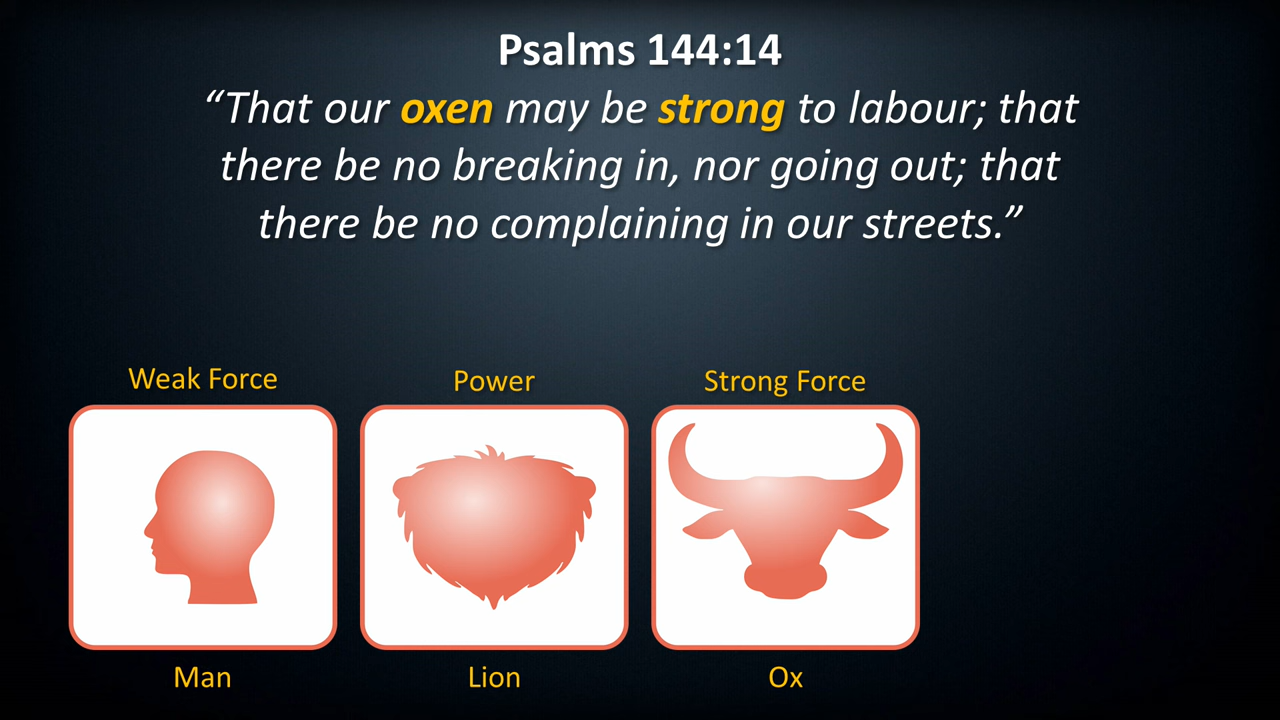 Psalms 144:14
“That our oxen may be strong to labour; that
there be no breaking in, nor going out; that
there be no complaining in our streets.”
Weak Force
Power
Strong Force
Man
Lion
Ox